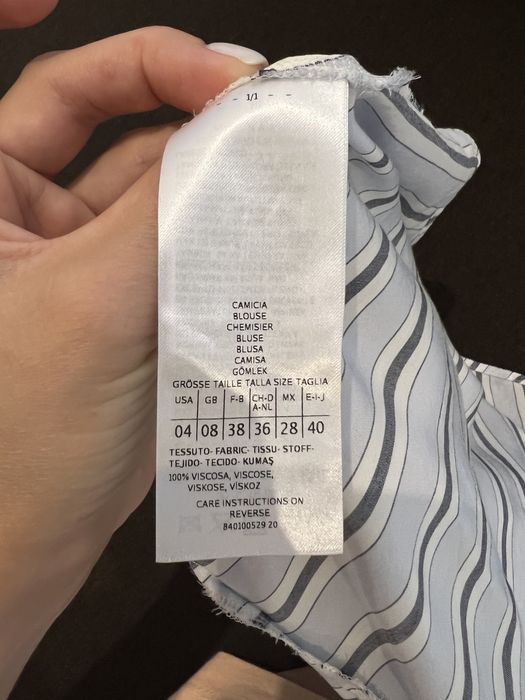 - 1/1 - -
CAMICIA
BLOUSE
CHEMISIER
BLUSE
BLUSA
CAMISA
GÖMLEK
GRÖSSE TAILLE TALLA SIZE TAGLIA
USA GB F-B CH-D A-NL MX E-I-J
04 08 38 36 28 40
TESSUTO- FABRIC- TISSU- STOFF-
TEJIDO- TECIDO- KUMAŞ
100% VISCOSA, VISCOSE,
VISKOSE, VİSKOZ
CARE INSTRUCTIONS ON
REVERSE
840100529 20